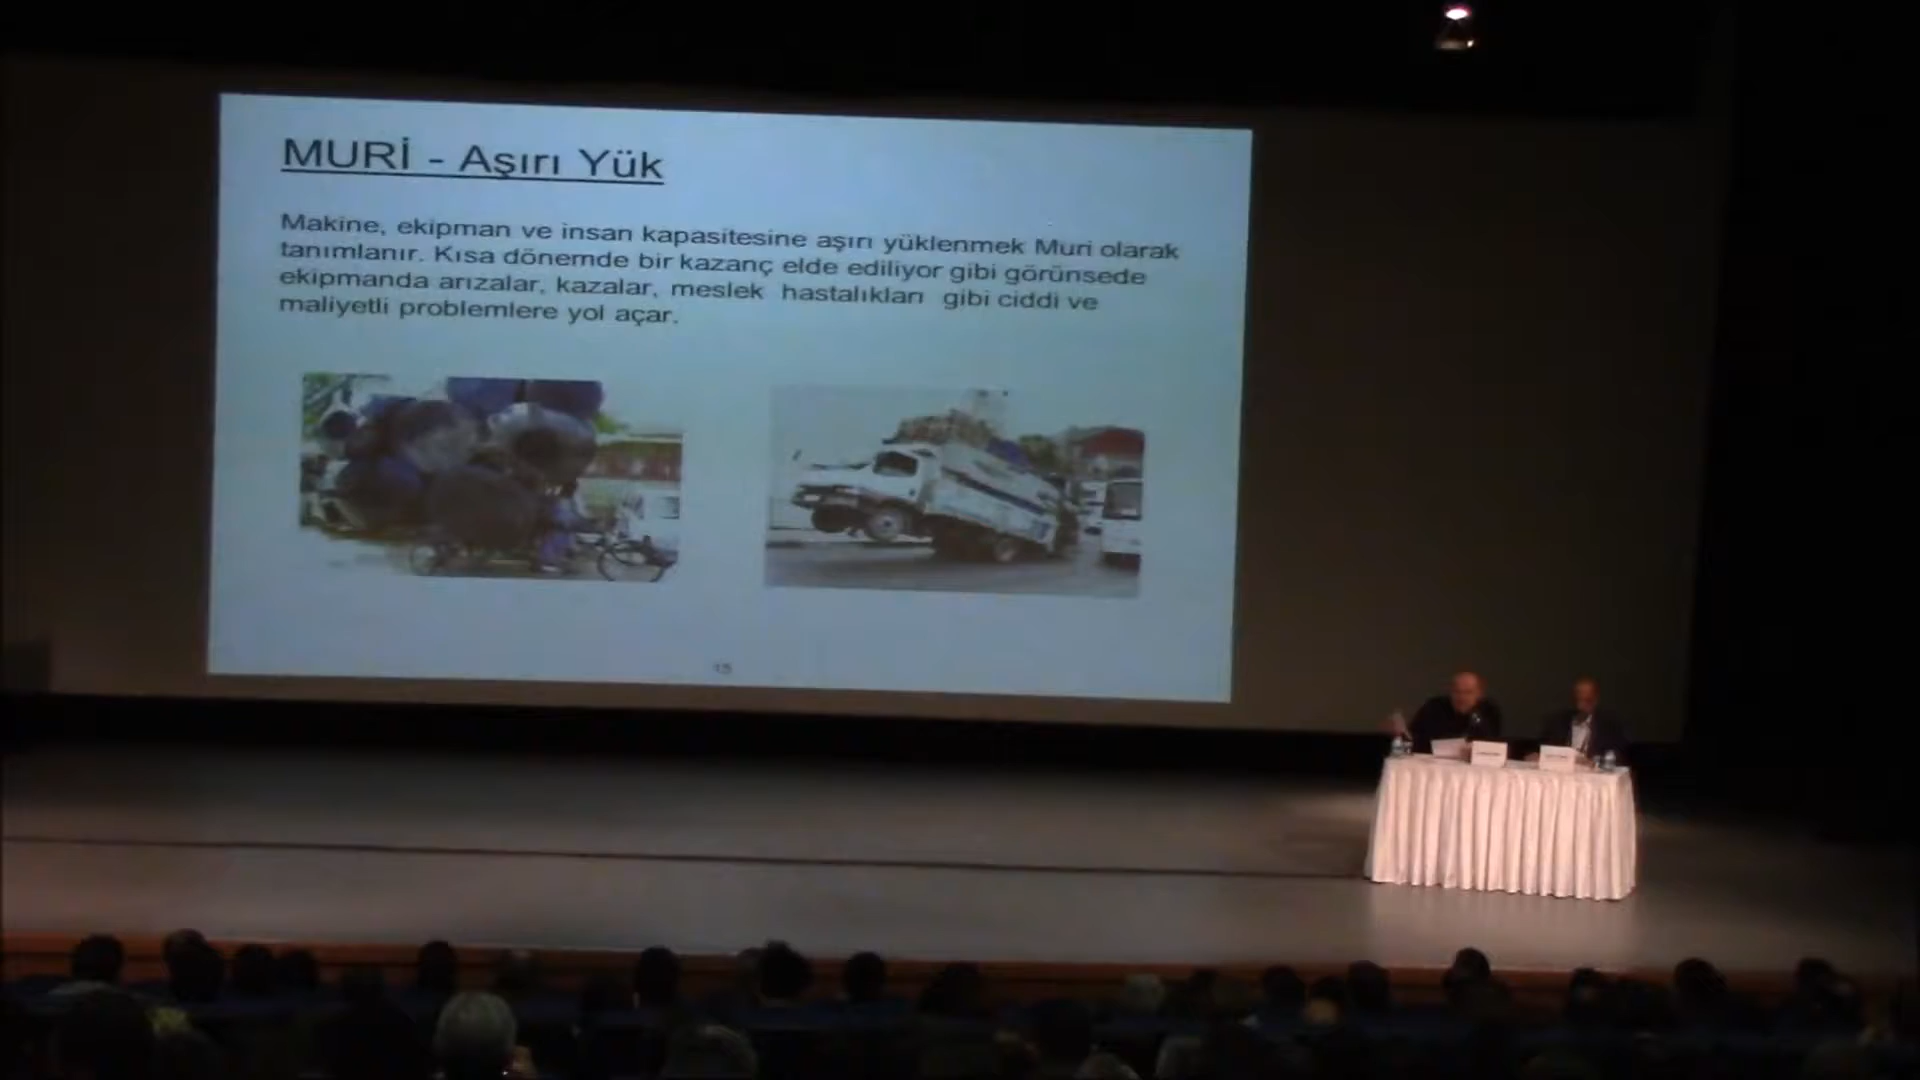 MURİ - Aşırı Yük
Makine, ekipman ve insan kapasitesine aşırı yüklenmek Muri olarak
tanımlanır. Kısa dönemde bir kazanç elde ediliyor gibi görünsede
ekipmanda arızalar, kazalar, meslek hastalıkları gibi ciddi ve
maliyetli problemlere yol açar.
15